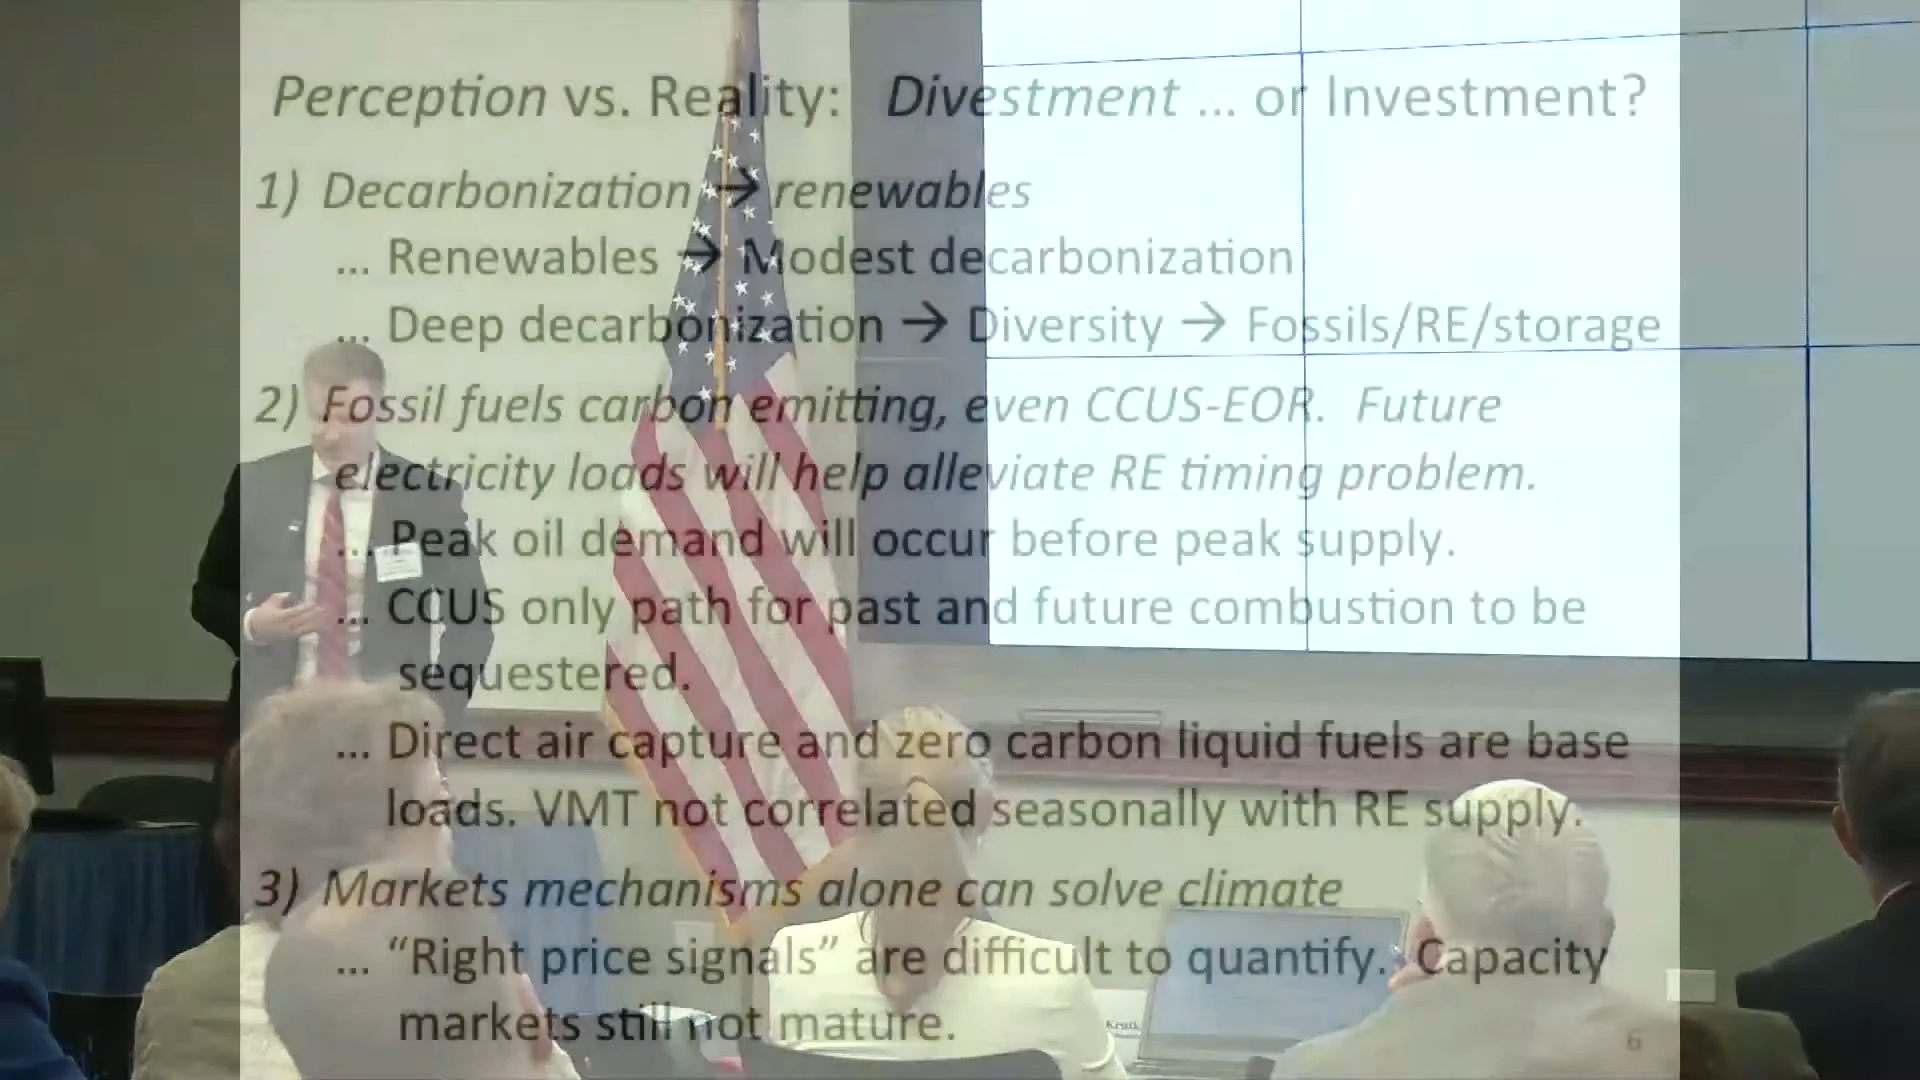 Perception vs. Reality: Divestment ... or Investment?
1) Decarbonization → renewables
... Renewables → Modest decarbonization
... Deep decarbonization → Diversity → Fossils/RE/storage
2) Fossil fuels carbon emitting, even CCUS-EOR. Future
electricity loads will help alleviate RE timing problem.
... Peak oil demand will occur before peak supply.
... CCUS only path for past and future combustion to be
sequestered.
... Direct air capture and zero carbon liquid fuels are base
loads. VMT not correlated seasonally with RE supply.
3) Markets mechanisms alone can solve climate
... “Right price signals” are difficult to quantify. Capacity
markets still not mature.
6